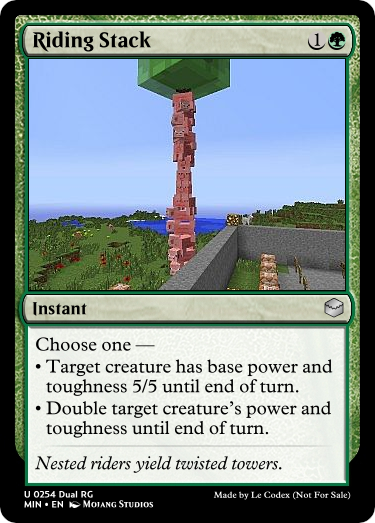 Riding Stack 1
Instant
Choose one —
• Target creature has base power and
toughness 5/5 until end of turn.
• Double target creature's power and
toughness until end of turn.
Nested riders yield twisted towers.
U 0254 Dual RG
MIN • EN Mojang Studios
Made by Le Codex (Not For Sale)